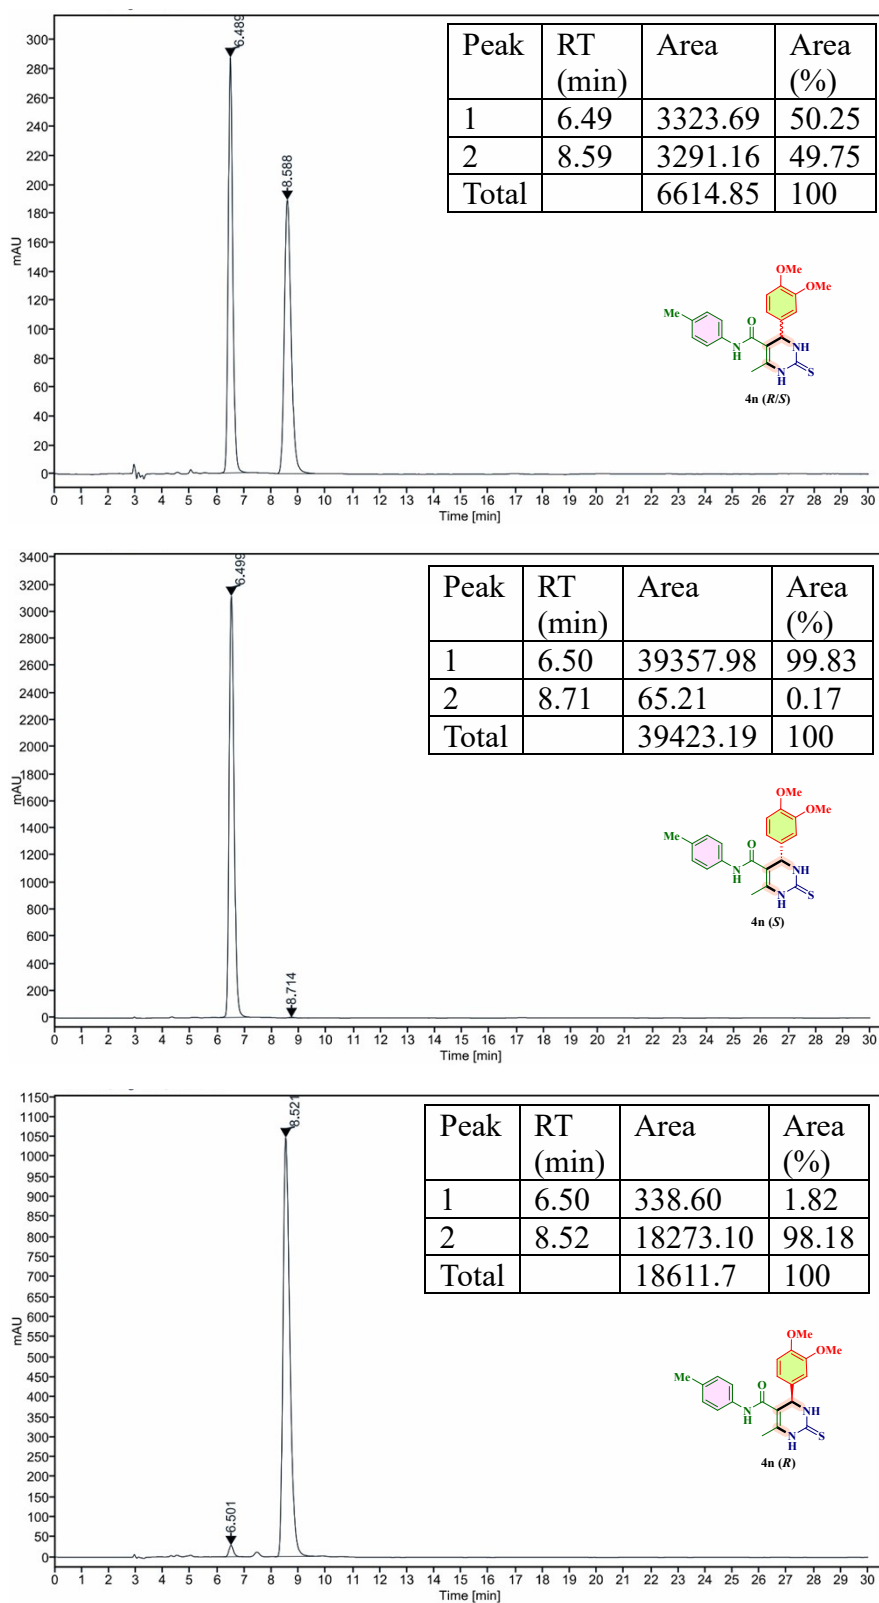 6.489
8.588
300
280
260
240
220
200
180
160
140
120
100
80
60
40
20
0
mAU
0 1 2 3 4 5 6 7 8 9 10 11 12 13 14 15 16 17 18 19 20 21 22 23 24 25 26 27 28 29 30
Time [min]
Peak RT (min) Area Area (%)
1 6.49 3323.69 50.25
2 8.59 3291.16 49.75
Total 6614.85 100
OMe
OMe
Me
O
N
H
NH
N
H
S
4n (R/S)
6.499
8.714
3400
3200
3000
2800
2600
2400
2200
2000
1800
1600
1400
1200
1000
800
600
400
200
0
mAU
0 1 2 3 4 5 6 7 8 9 10 11 12 13 14 15 16 17 18 19 20 21 22 23 24 25 26 27 28 29 30
Time [min]
Peak RT (min) Area Area (%)
1 6.50 39357.98 99.83
2 8.71 65.21 0.17
Total 39423.19 100
OMe
OMe
Me
O
N
H
NH
N
H
S
4n (S)
8.521
6.501
1150
1100
1050
1000
950
900
850
800
750
700
650
600
550
500
450
400
350
300
250
200
150
100
50
0
mAU
0 1 2 3 4 5 6 7 8 9 10 11 12 13 14 15 16 17 18 19 20 21 22 23 24 25 26 27 28 29 30
Time [min]
Peak RT (min) Area Area (%)
1 6.50 338.60 1.82
2 8.52 18273.10 98.18
Total 18611.7 100
OMe
OMe
Me
O
N
H
NH
N
H
S
4n (R)